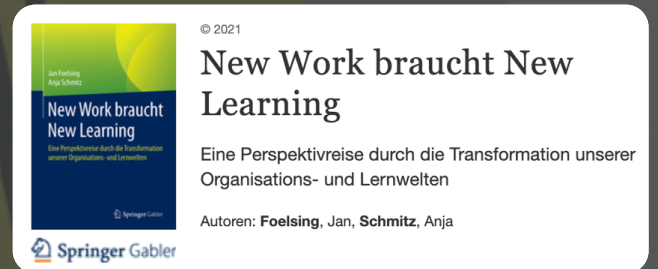 Jan Foelsing
Anja Schmitz
New Work braucht
New Learning
Eine Perspektivreise durch die Transformation
unserer Organisations- und Lernwelten
Springer Gabler
Springer Gabler
© 2021
New Work braucht New
Learning
Eine Perspektivreise durch die Transformation unserer
Organisations- und Lernwelten
Autoren: Foelsing, Jan, Schmitz, Anja